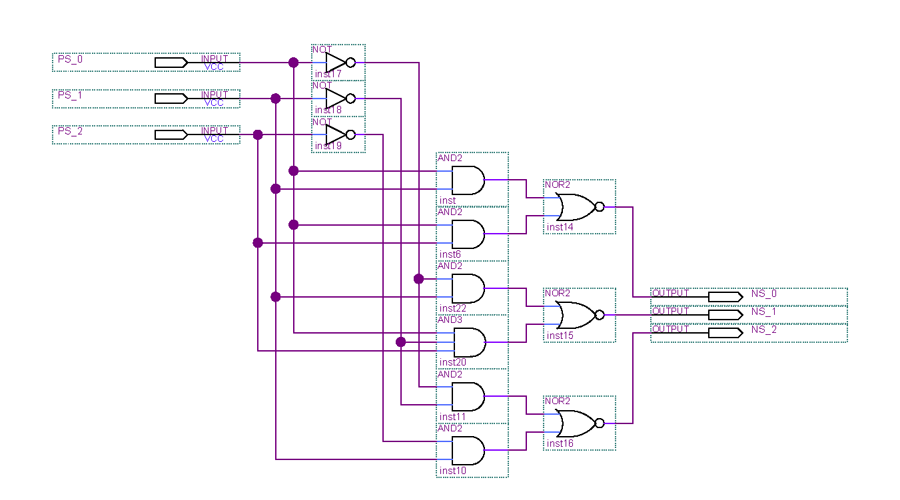 PS_0
INPUT
VCC
NOT
inst17
PS_1
INPUT
VCC
NOT
inst18
PS_2
INPUT
VCC
NOT
inst19
AND2
inst
NOR2
inst14
AND2
inst6
AND2
inst22
NOR2
inst15
OUTPUT
NS_0
OUTPUT
NS_1
OUTPUT
NS_2
AND3
inst20
AND2
inst11
NOR2
inst16
AND2
inst10